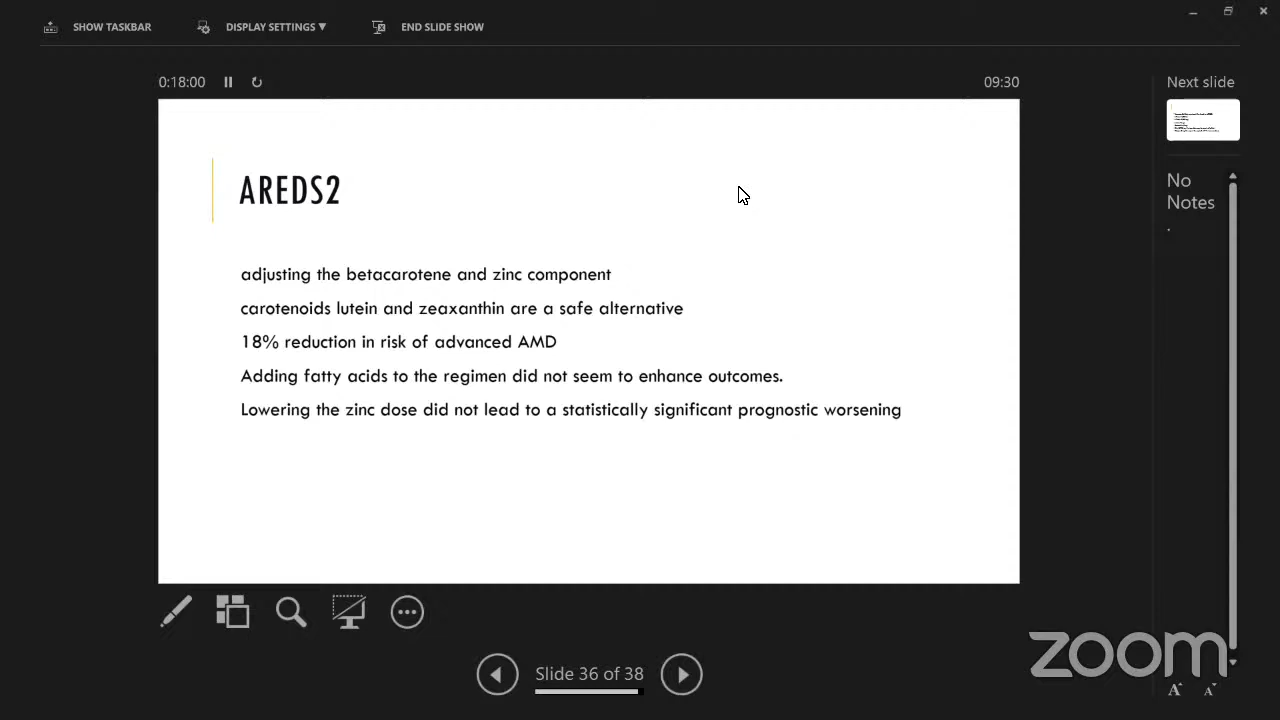 SHOW TASKBAR
DISPLAY SETTINGS ▼
END SLIDE SHOW
0:18:00
09:30
Next slide
AREDS2
No
Notes
.
adjusting the betacarotene and zinc component
carotenoids lutein and zeaxanthin are a safe alternative
18% reduction in risk of advanced AMD
Adding fatty acids to the regimen did not seem to enhance outcomes.
Lowering the zinc dose did not lead to a statistically significant prognostic worsening
Slide 36 of 38
zoom
A A